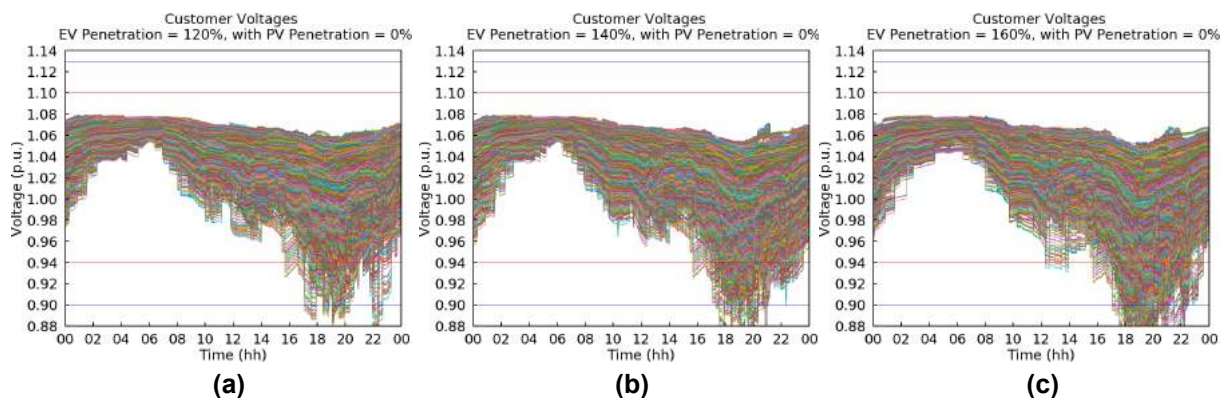 Customer Voltages
EV Penetration = 120%, with PV Penetration = 0%
1.14
1.12
1.10
1.08
1.06
1.04
1.02
1.00
0.98
0.96
0.94
0.92
0.90
0.88
Voltage (p.u.)
00 02 04 06 08 10 12 14 16 18 20 22 00
Time (hh)
(a)
Customer Voltages
EV Penetration = 140%, with PV Penetration = 0%
1.14
1.12
1.10
1.08
1.06
1.04
1.02
1.00
0.98
0.96
0.94
0.92
0.90
0.88
Voltage (p.u.)
00 02 04 06 08 10 12 14 16 18 20 22 00
Time (hh)
(b)
Customer Voltages
EV Penetration = 160%, with PV Penetration = 0%
1.14
1.12
1.10
1.08
1.06
1.04
1.02
1.00
0.98
0.96
0.94
0.92
0.90
0.88
Voltage (p.u.)
00 02 04 06 08 10 12 14 16 18 20 22 00
Time (hh)
(c)